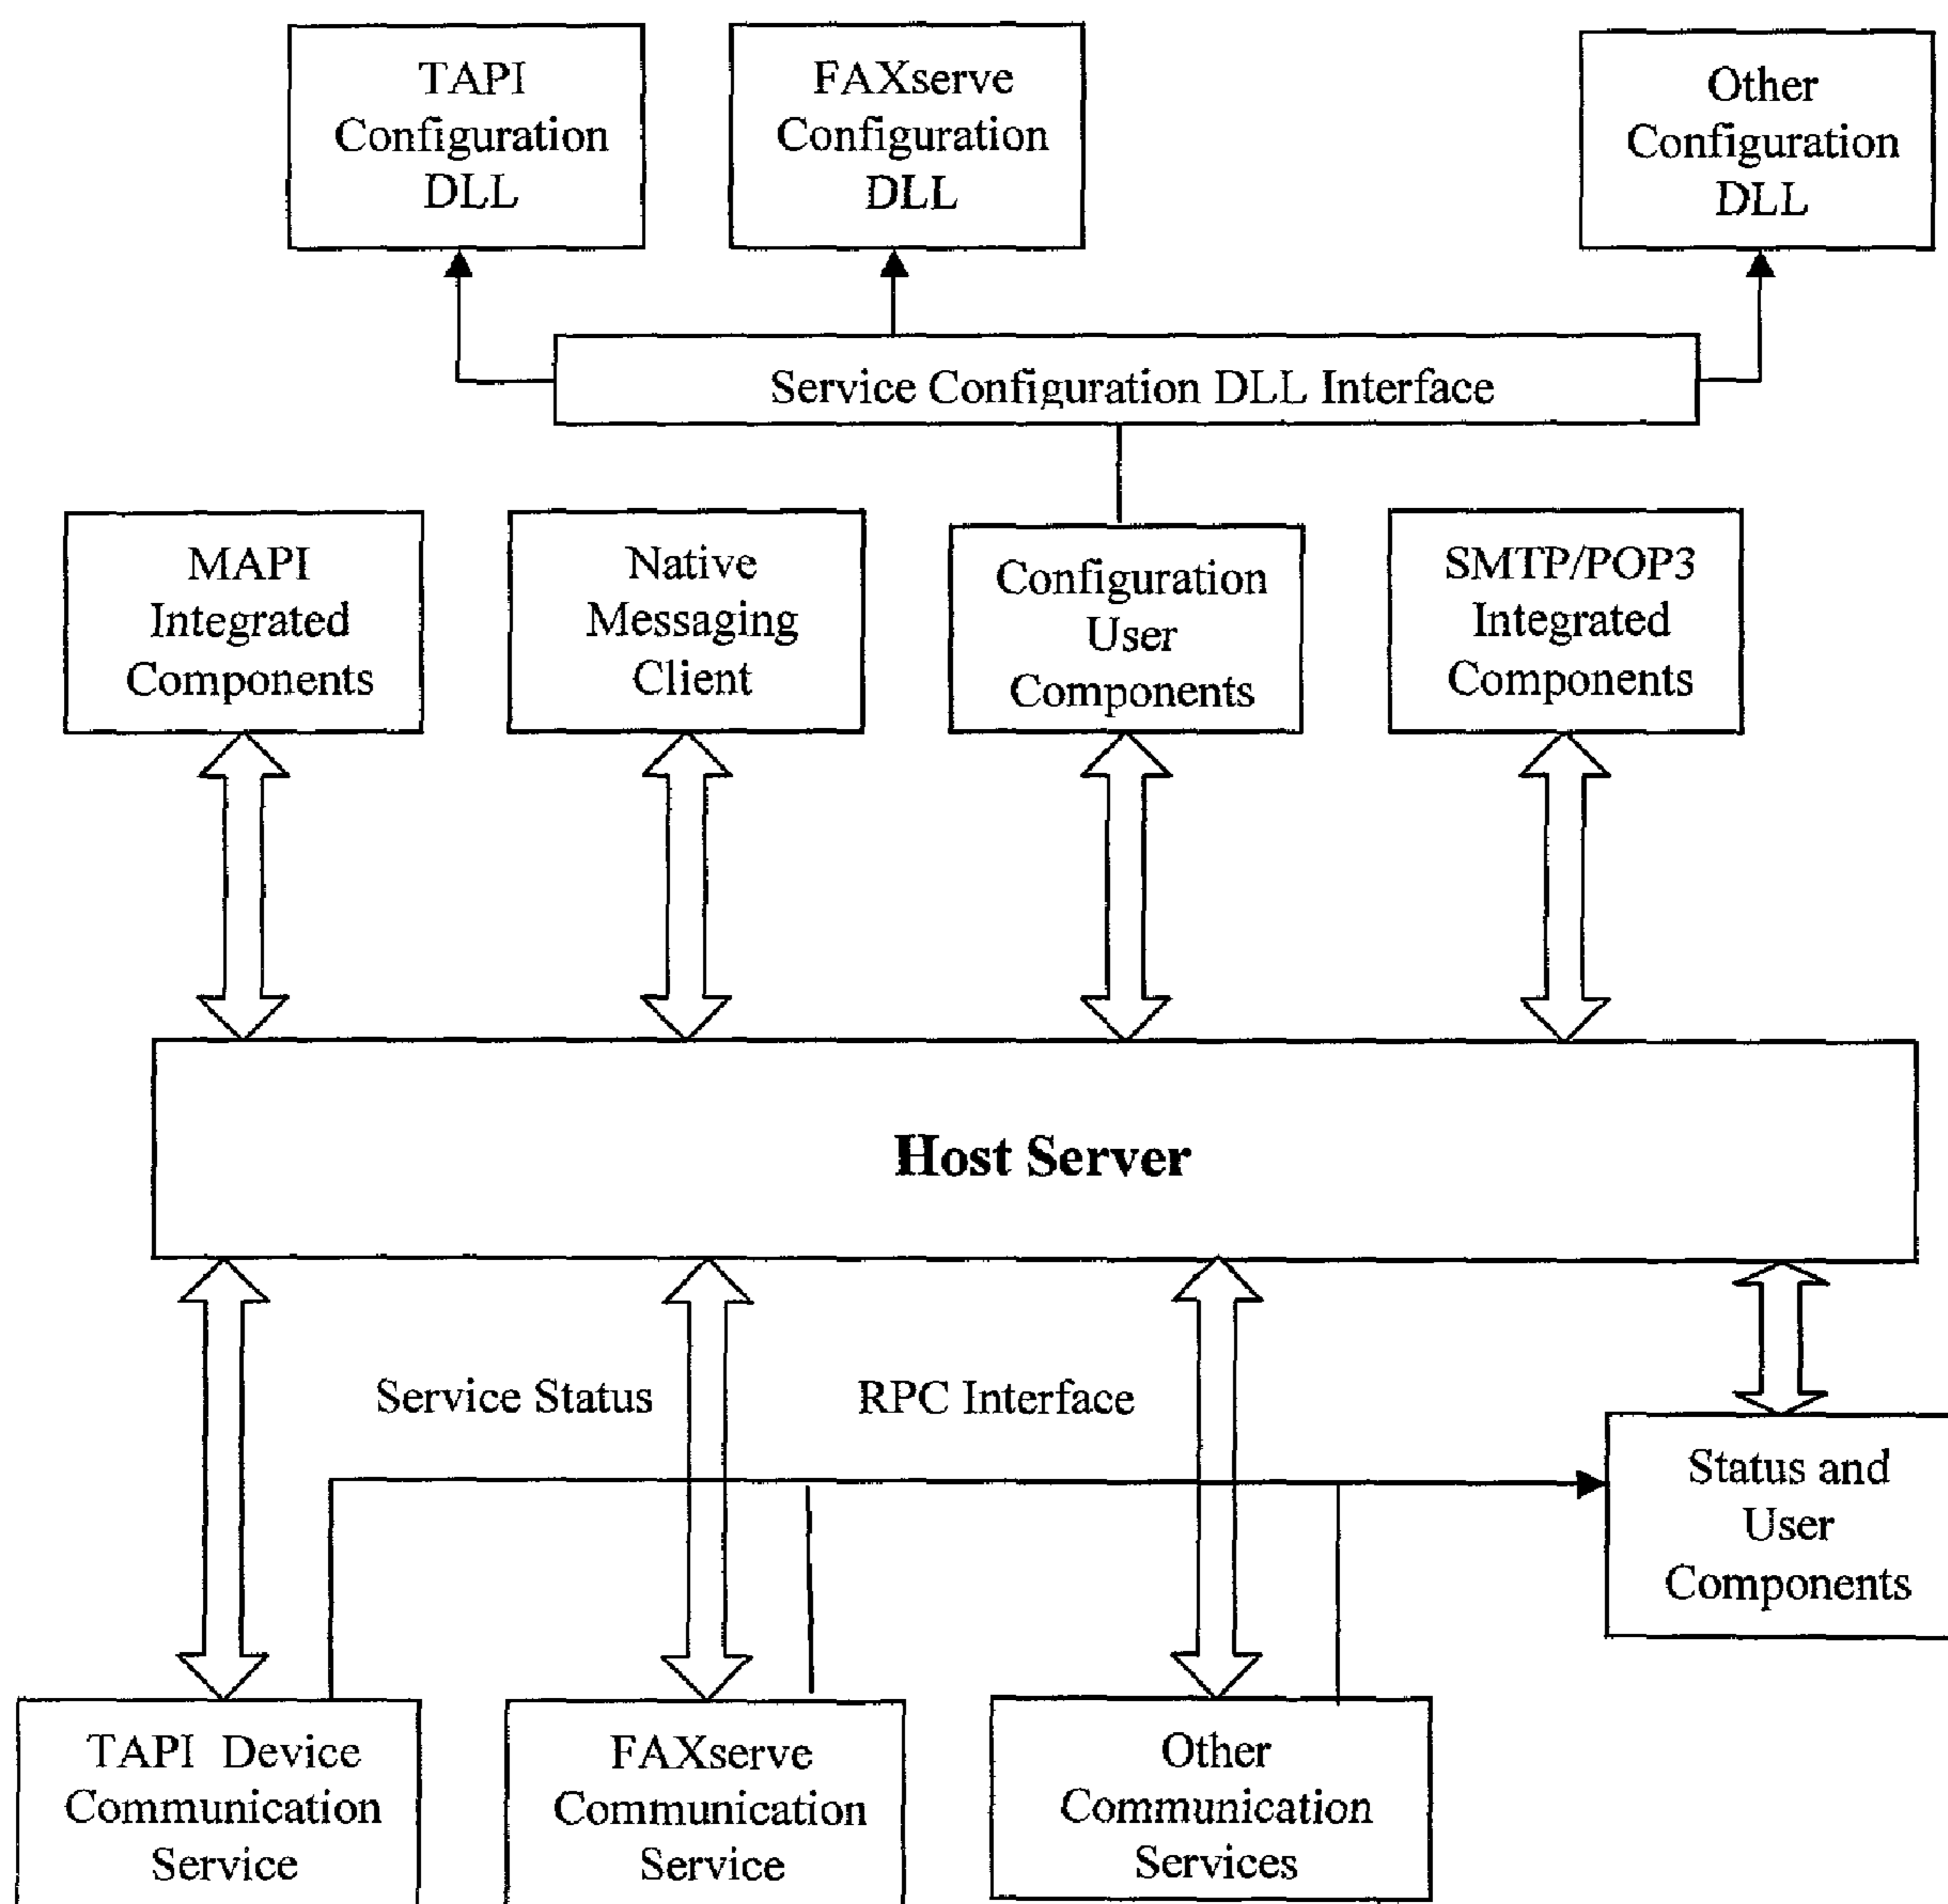 TAPI
Configuration
DLL
FAXserve
Configuration
DLL
Other
Configuration
DLL
Service Configuration DLL Interface
MAPI
Integrated
Components
Native
Messaging
Client
Configuration
User
Components
SMTP/POP3
Integrated
Components
Host Server
Service Status
RPC Interface
Status and
User
Components
TAPI Device
Communication
Service
FAXserve
Communication
Service
Other
Communication
Services